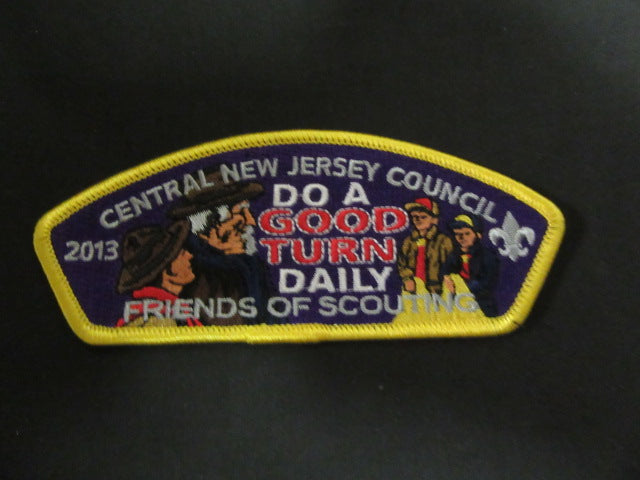 CENTRAL NEW JERSEY COUNCIL
2013
DO A
GOOD
TURN
DAILY
FRIENDS OF SCOUTING